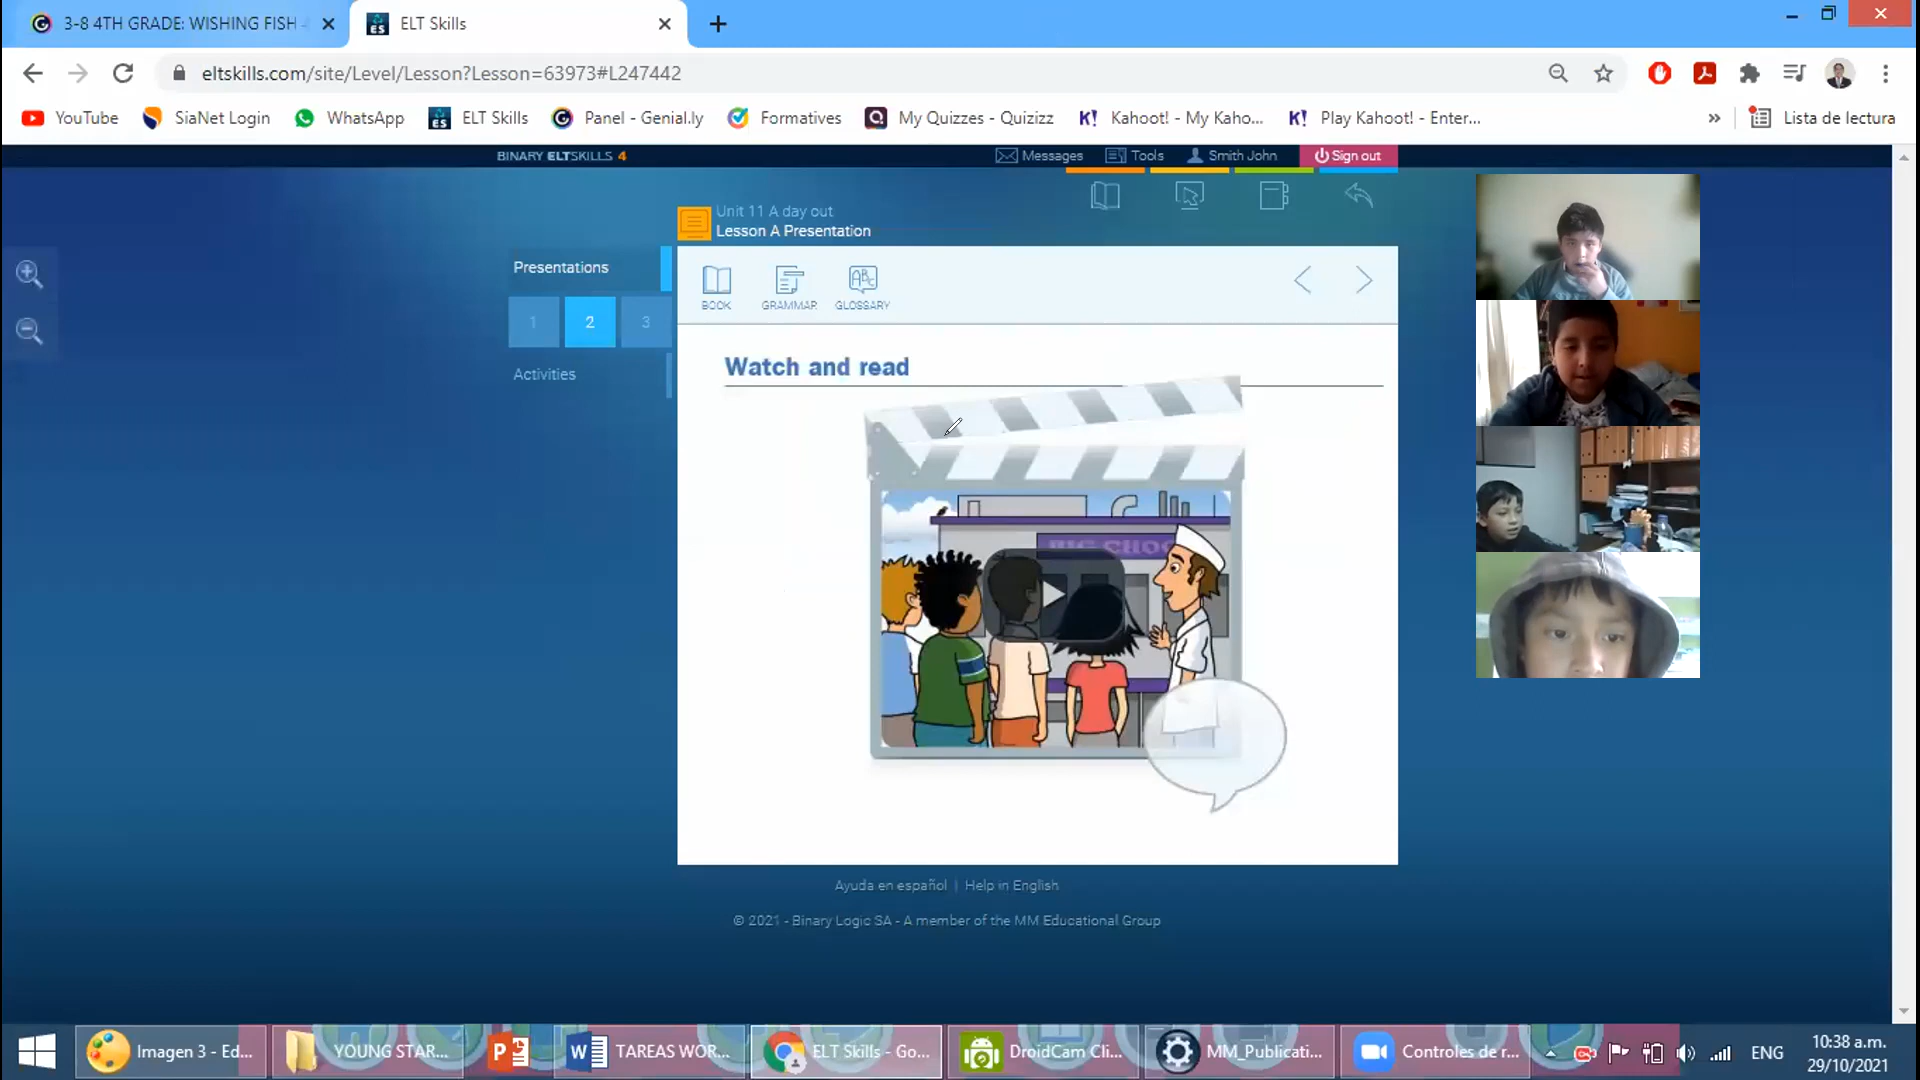 3-8 4TH GRADE: WISHING FISH
ELT Skills
eltskills.com/site/Level/Lesson?Lesson=63973#L247442
YouTube
SiaNet Login
WhatsApp
ELT Skills
Panel - Genial.ly
Formatives
My Quizzes - Quizizz
Kahoot! - My Kaho...
Play Kahoot! - Enter...
Lista de lectura
BINARY ELTSKILLS 4
Messages
Tools
Smith John
Sign out
Unit 11 A day out
Lesson A Presentation
Presentations
1 2 3
Activities
BOOK
GRAMMAR
GLOSSARY
Watch and read
BIG CHOC
Ayuda en español | Help in English
© 2021 - Binary Logic SA - A member of the MM Educational Group
Imagen 3 - Ed...
YOUNG STAR...
TAREAS WOR...
ELT Skills - Go...
DroidCam Cli...
MM_Publicati...
Controles de r...
ENG
10:38 a.m.
29/10/2021